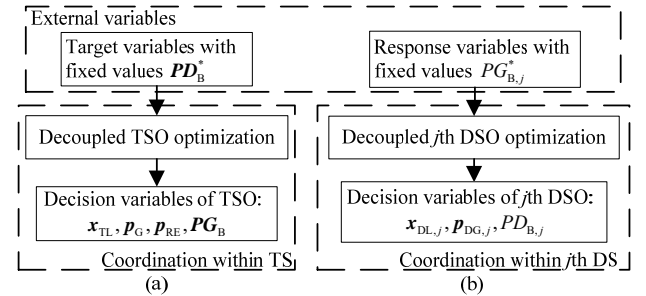 External variables
Target variables with
fixed values PD*B
Response variables with
fixed values PG*B,j
Decoupled TSO optimization
Decoupled jth DSO optimization
Decision variables of TSO:
xTL, pG, pRE, PGB
Decision variables of jth DSO:
xDL,j, pDG,j, PDB,j
Coordination within TS
Coordination within jth DS
(a)
(b)